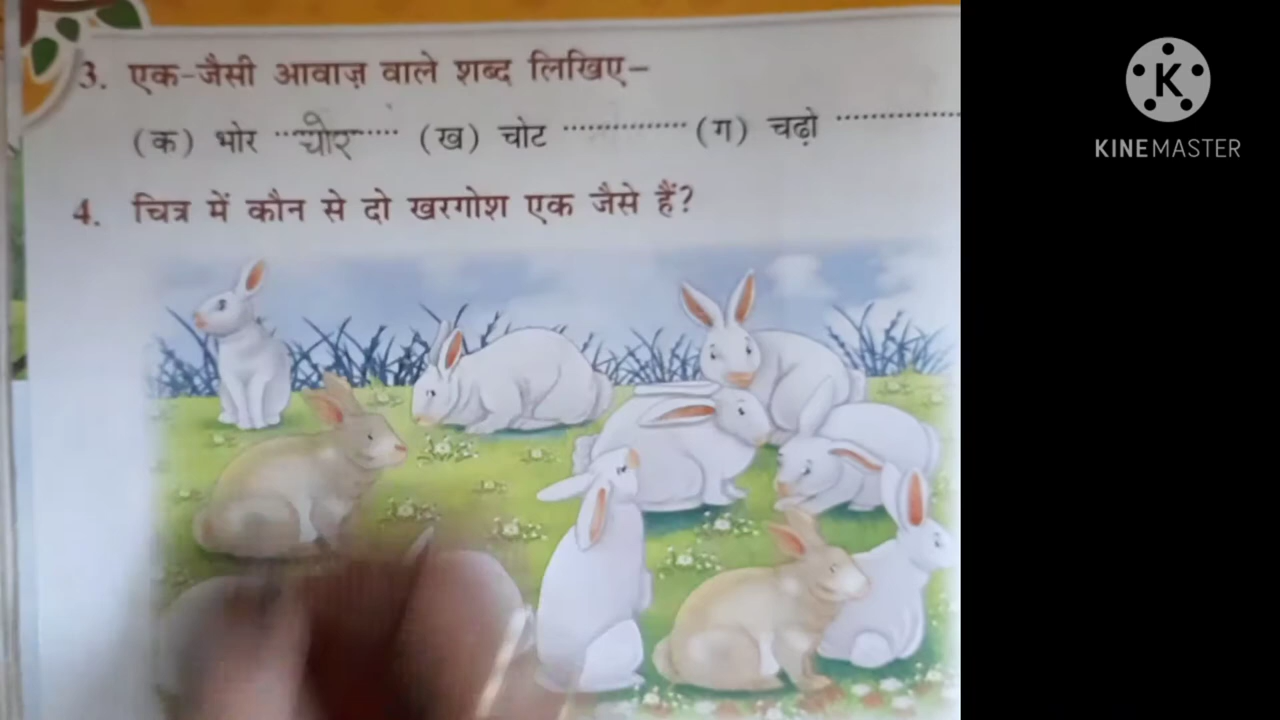 3. एक-जैसी आवाज़ वाले शब्द लिखिए–
(क) भोर ...चोर... (ख) चोट ............... (ग) चढ़ो ...............
4. चित्र में कौन से दो खरगोश एक जैसे हैं?
K
KINEMASTER